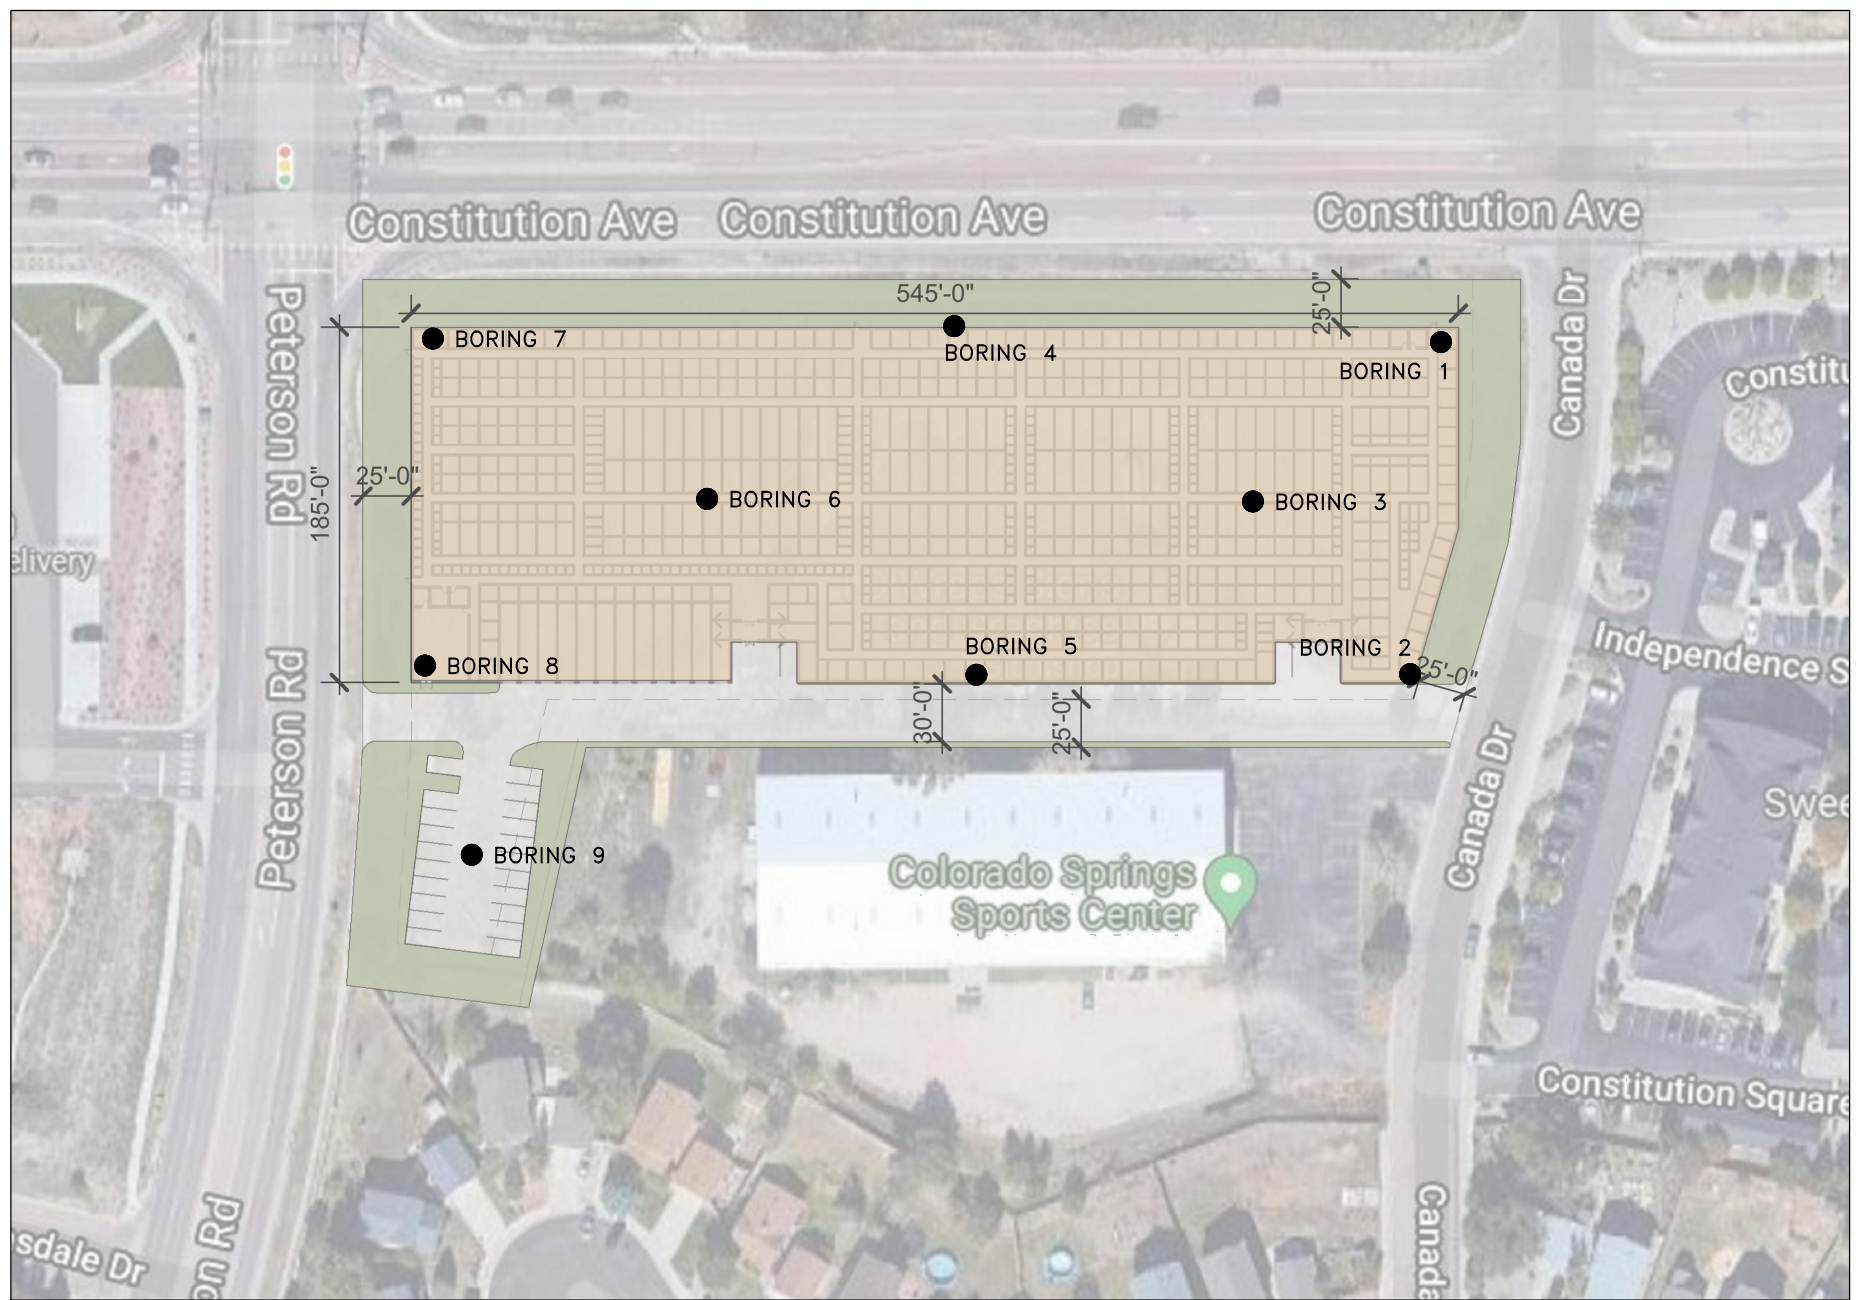 Constitution Ave
Constitution Ave
Constitution Ave
545'-0"
25'-0"
BORING 7
BORING 4
BORING 1
Peterson Rd
Canada Dr
Constitu
25'-0"
185'-0"
BORING 6
BORING 3
elivery
BORING 8
BORING 5
BORING 2
25'-0"
Independence S
30'-0"
25'-0"
Peterson Rd
Canada Dr
Swee
BORING 9
Colorado Springs
Sports Center
Constitution Square
sdale Dr
on Rd
Canada